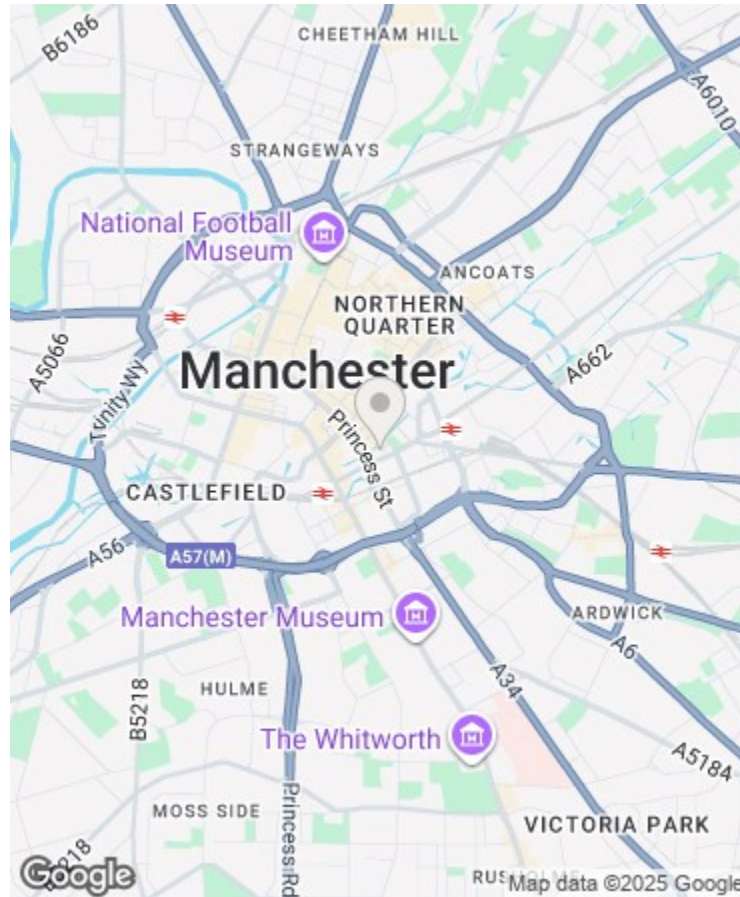 B6186
CHEETHAM HILL
A6010
STRANGEWAYS
National Football
Museum
ANCOATS
NORTHERN
QUARTER
A5066
Trinity Wy
Manchester
A662
Princess St
CASTLEFIELD
A56
A57(M)
Manchester Museum
ARDWICK
A6
HULME
B5218
A34
The Whitworth
A5184
MOSS SIDE
Princess Rd
VICTORIA PARK
B5218
RUSHOLME
Google
Map data ©2025 Google